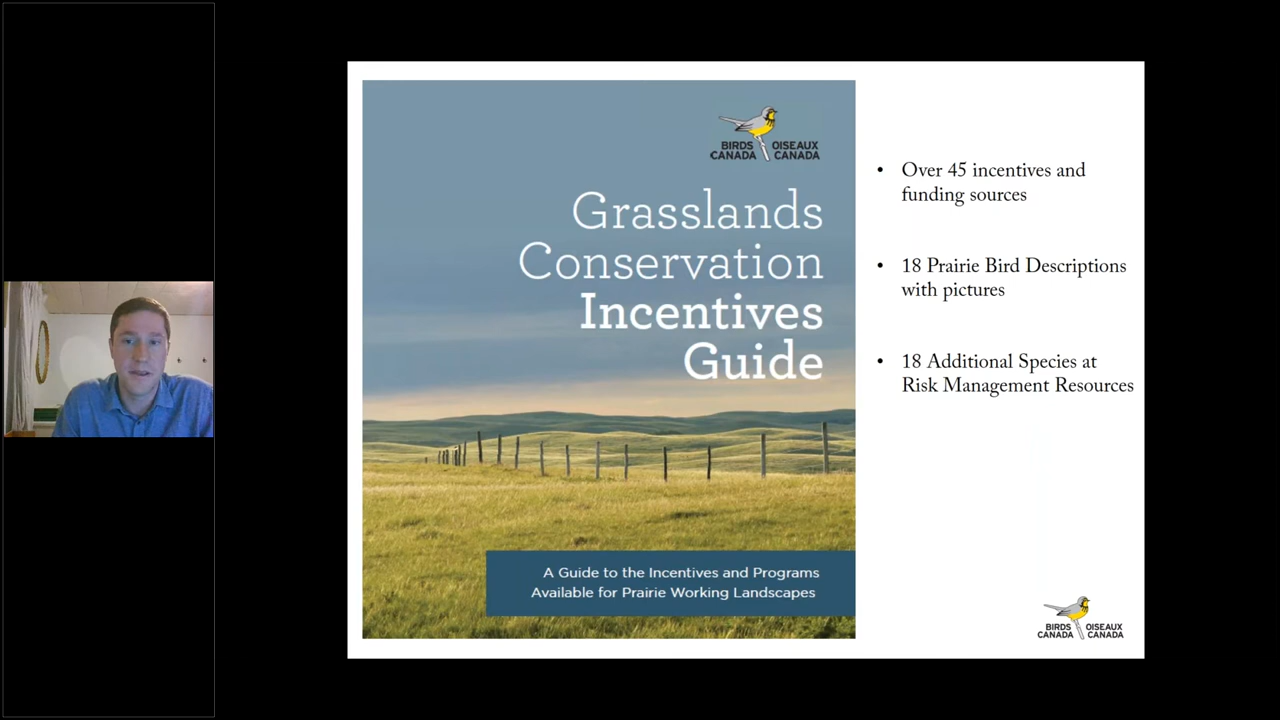 BIRDS OISEAUX
CANADA CANADA
Grasslands
Conservation
Incentives
Guide
A Guide to the Incentives and Programs
Available for Prairie Working Landscapes
• Over 45 incentives and
funding sources
• 18 Prairie Bird Descriptions
with pictures
• 18 Additional Species at
Risk Management Resources
BIRDS OISEAUX
CANADA CANADA